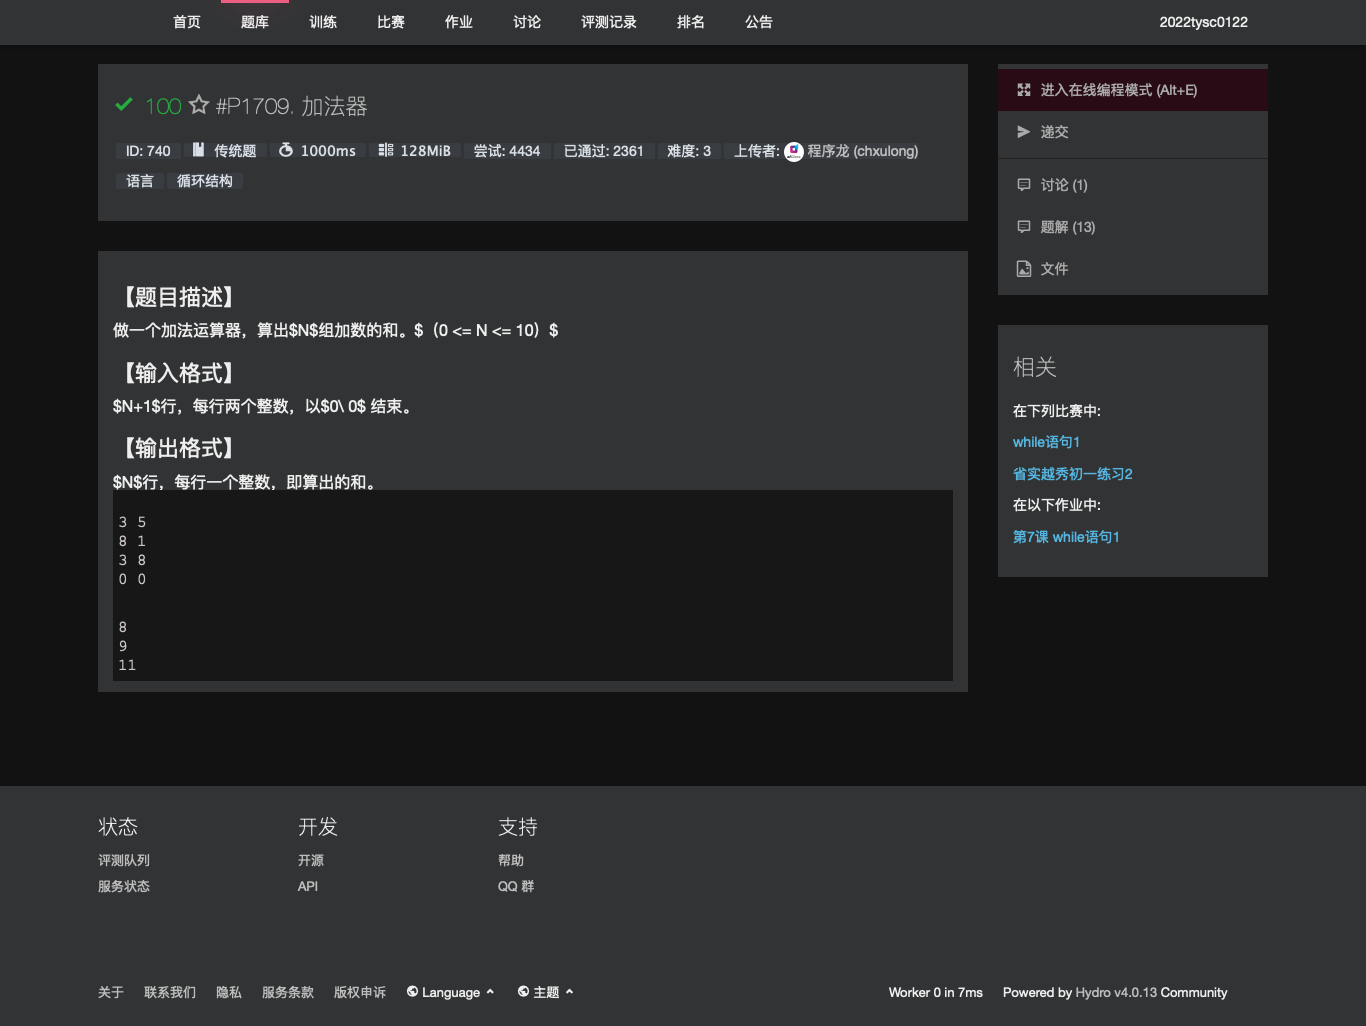 首页 题库 训练 比赛 作业 讨论 评测记录 排名 公告 2022tysc0122
100 #P1709. 加法器
ID: 740 传统题 1000ms 128MiB 尝试: 4434 已通过: 2361 难度: 3 上传者: 程序龙 (chxulong)
语言 循环结构
【题目描述】
做一个加法运算器，算出$N$组加数的和。$（0 <= N <= 10）$
【输入格式】
$N+1$行，每行两个整数，以$0\ 0$ 结束。
【输出格式】
$N$行，每行一个整数，即算出的和。
3 5
8 1
3 8
0 0
8
9
11
进入在线编程模式 (Alt+E)
递交
讨论 (1)
题解 (13)
文件
相关
在下列比赛中:
while语句1
省实越秀初一练习2
在以下作业中:
第7课 while语句1
状态 开发 支持
评测队列 开源 帮助
服务状态 API QQ 群
关于 联系我们 隐私 服务条款 版权申诉 Language 主题 Worker 0 in 7ms Powered by Hydro v4.0.13 Community